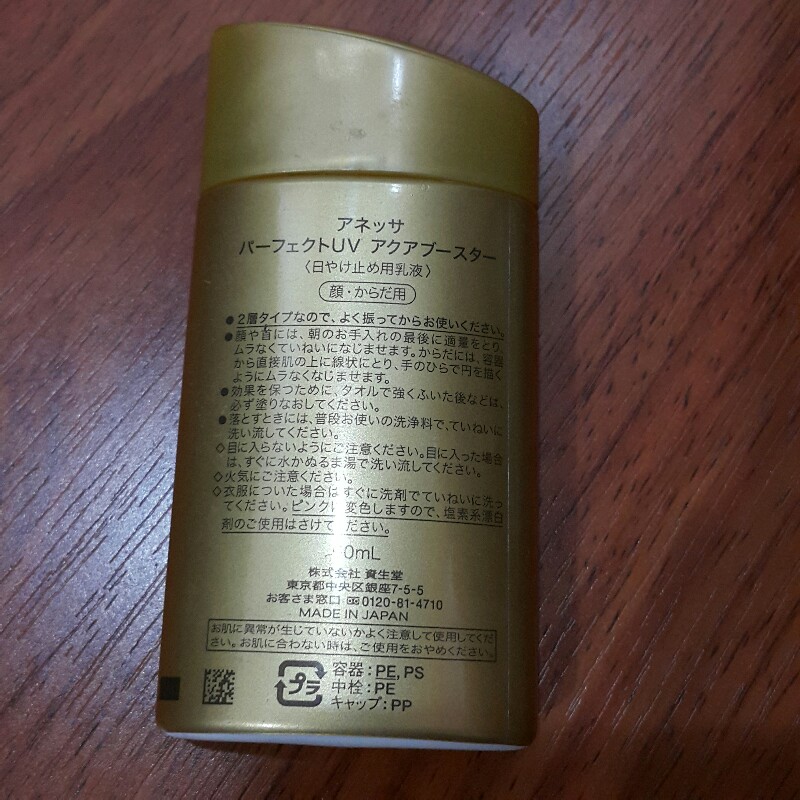 アネッサ
パーフェクトUV アクアブースター
〈日やけ止め用乳液〉
顔・からだ用
●2層タイプなので、よく振ってからお使いください。
●顔や首には、朝のお手入れの最後に適量をとり、
ムラなくていねいになじませます。からだには、容器
から直接肌の上に線状にとり、手のひらで円を描く
ようにムラなくなじませます。
●効果を保つために、タオルで強くふいた後などは、
必ず塗りなおしてください。
●落とすときには、普段お使いの洗浄料で、ていねいに
洗い流してください。
◇目に入らないようにご注意ください。目に入った場合
は、すぐに水かぬるま湯で洗い流してください。
◇火気にご注意ください。
◇衣服についた場合はすぐに洗剤でていねいに洗っ
てください。ピンクに変色しますので、塩素系漂白
剤のご使用はさけてください。
0mL
株式会社 資生堂
東京都中央区銀座7-5-5
お客さま窓口 0120-81-4710
MADE IN JAPAN
お肌に異常が生じていないかよく注意して使用してくだ
さい。お肌に合わない時は、ご使用をおやめください。
プラ
容器:PE, PS
中栓:PE
キャップ:PP